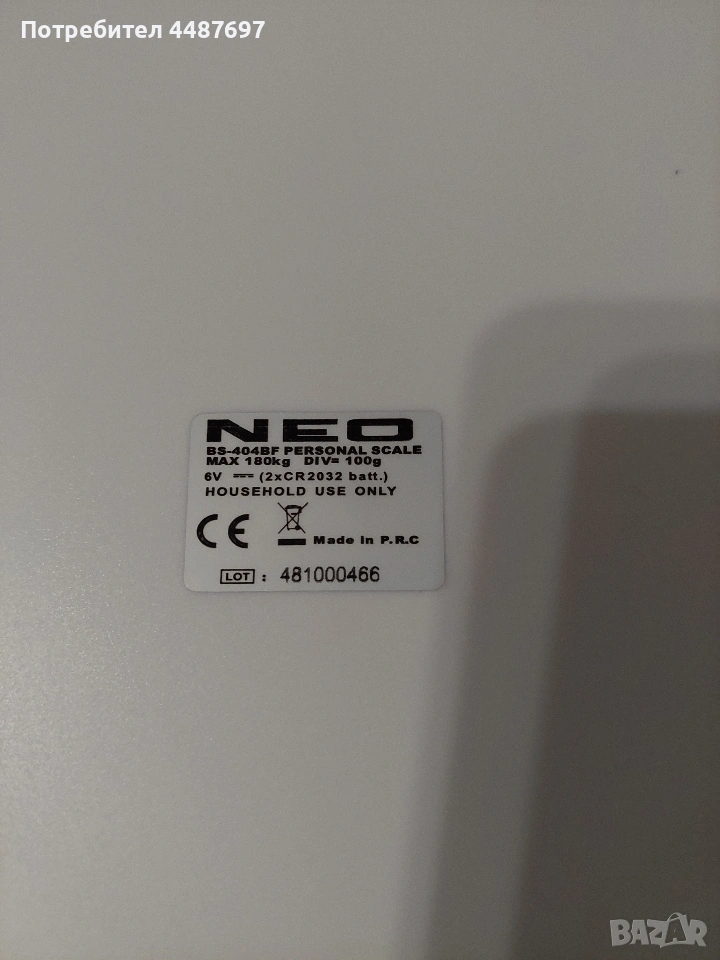 Потребител 4487697
NEO
BS-404BF PERSONAL SCALE
MAX 180kg DIV= 100g
6V (2xCR2032 batt.)
HOUSEHOLD USE ONLY
CE
Made in P.R.C
LOT : 481000466
BAZAR